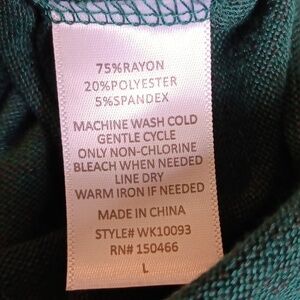 75%RAYON
20%POLYESTER
5%SPANDEX
MACHINE WASH COLD
GENTLE CYCLE
ONLY NON-CHLORINE
BLEACH WHEN NEEDED
LINE DRY
WARM IRON IF NEEDED
MADE IN CHINA
STYLE# WK10093
RN# 150466
L